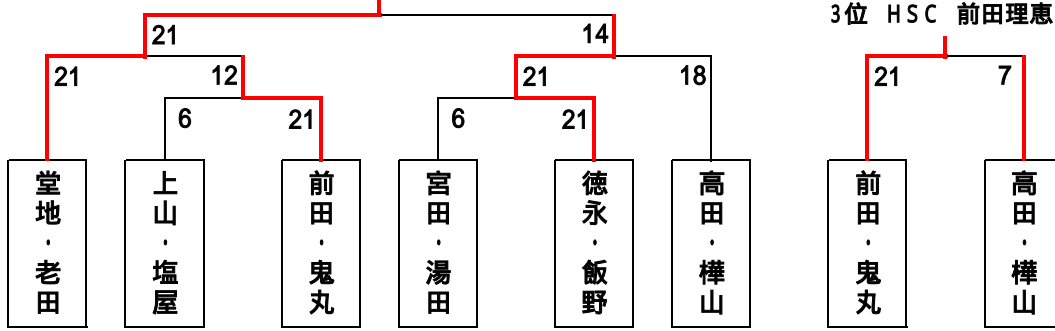 3位 HSC 前田理恵
21 14
21 12 21 18 21 7
6 21 6 21
堂地・老田
上山・塩屋
前田・鬼丸
宮田・湯田
徳永・飯野
高田・樺山
前田・鬼丸
高田・樺山